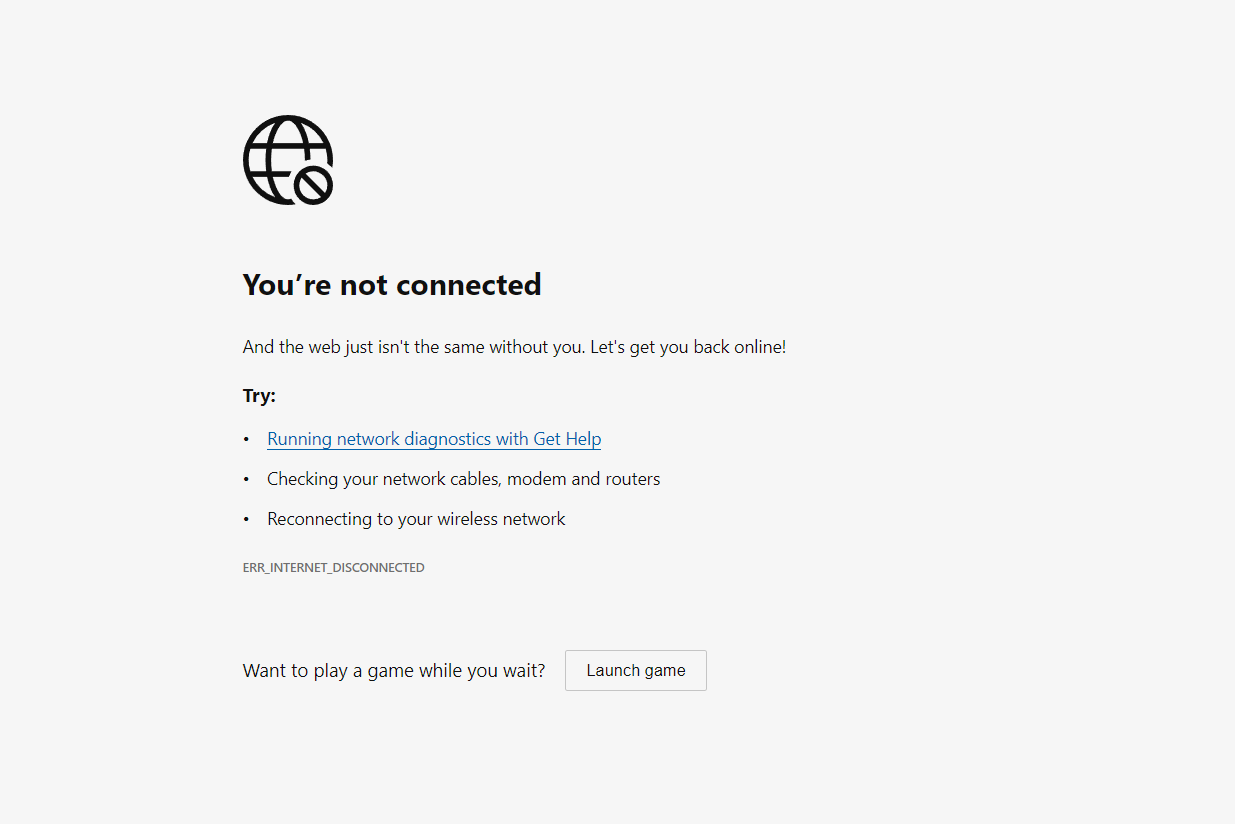 You’re not connected
And the web just isn't the same without you. Let's get you back online!
Try:
• Running network diagnostics with Get Help
• Checking your network cables, modem and routers
• Reconnecting to your wireless network
ERR_INTERNET_DISCONNECTED
Want to play a game while you wait? Launch game